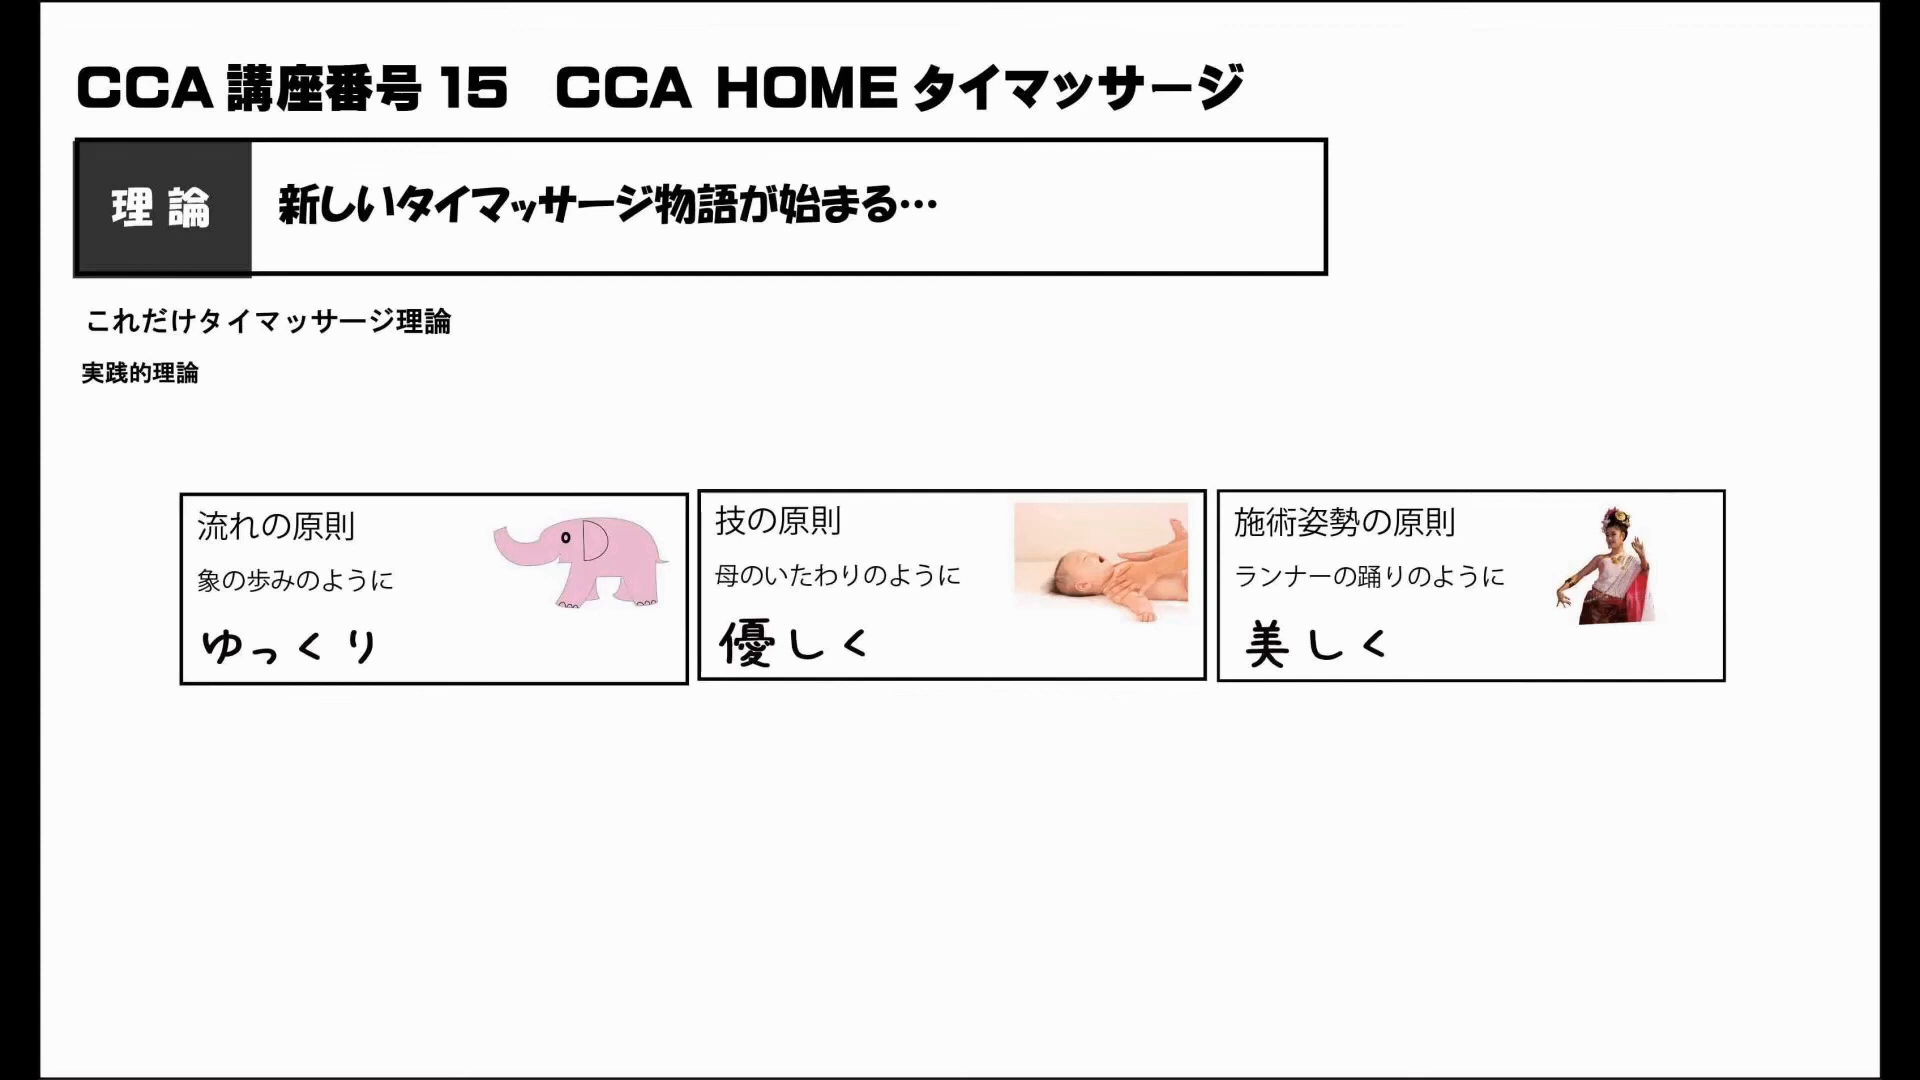 CCA 講座番号 15 CCA HOME タイマッサージ
理 論
新しいタイマッサージ物語が始まる…
これだけタイマッサージ理論
実践的理論
流れの原則
象の歩みのように
ゆっくり
技の原則
母のいたわりのように
優しく
施術姿勢の原則
ランナーの踊りのように
美しく